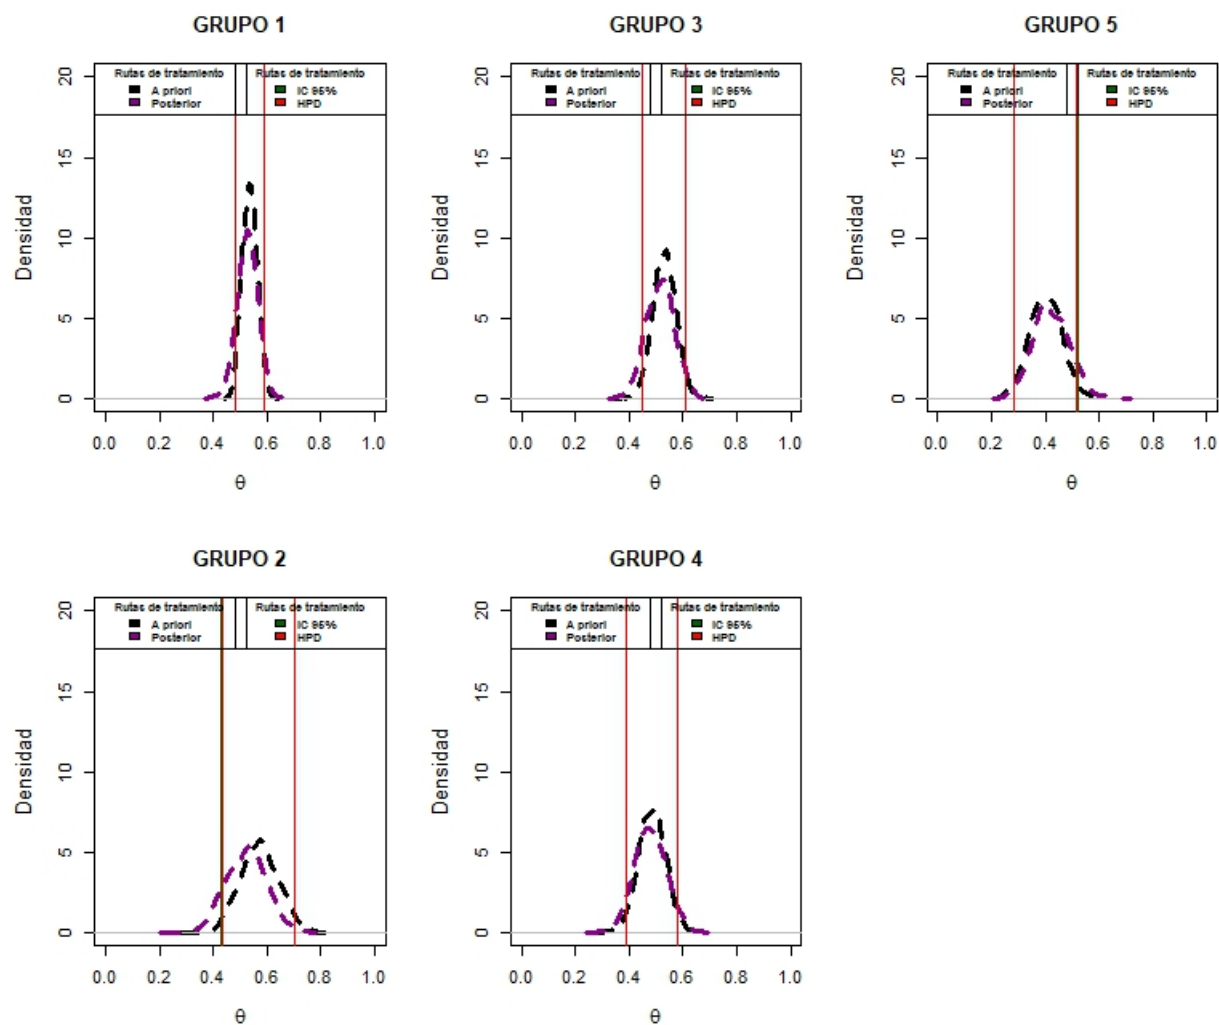 GRUPO 1
Rutas de tratamiento
A priori
Posterior
Rutas de tratamiento
IC 95%
HPD
Densidad
20
15
10
5
0
0.0 0.2 0.4 0.6 0.8 1.0
θ
GRUPO 3
Rutas de tratamiento
A priori
Posterior
Rutas de tratamiento
IC 95%
HPD
Densidad
20
15
10
5
0
0.0 0.2 0.4 0.6 0.8 1.0
θ
GRUPO 5
Rutas de tratamiento
A priori
Posterior
Rutas de tratamiento
IC 95%
HPD
Densidad
20
15
10
5
0
0.0 0.2 0.4 0.6 0.8 1.0
θ
GRUPO 2
Rutas de tratamiento
A priori
Posterior
Rutas de tratamiento
IC 95%
HPD
Densidad
20
15
10
5
0
0.0 0.2 0.4 0.6 0.8 1.0
θ
GRUPO 4
Rutas de tratamiento
A priori
Posterior
Rutas de tratamiento
IC 95%
HPD
Densidad
20
15
10
5
0
0.0 0.2 0.4 0.6 0.8 1.0
θ